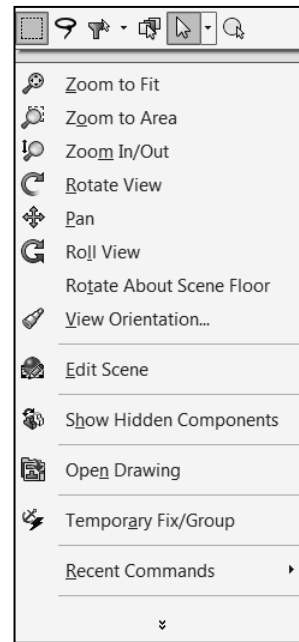 Zoom to Fit
Zoom to Area
Zoom In/Out
Rotate View
Pan
Roll View
Rotate About Scene Floor
View Orientation...
Edit Scene
Show Hidden Components
Open Drawing
Temporary Fix/Group
Recent Commands